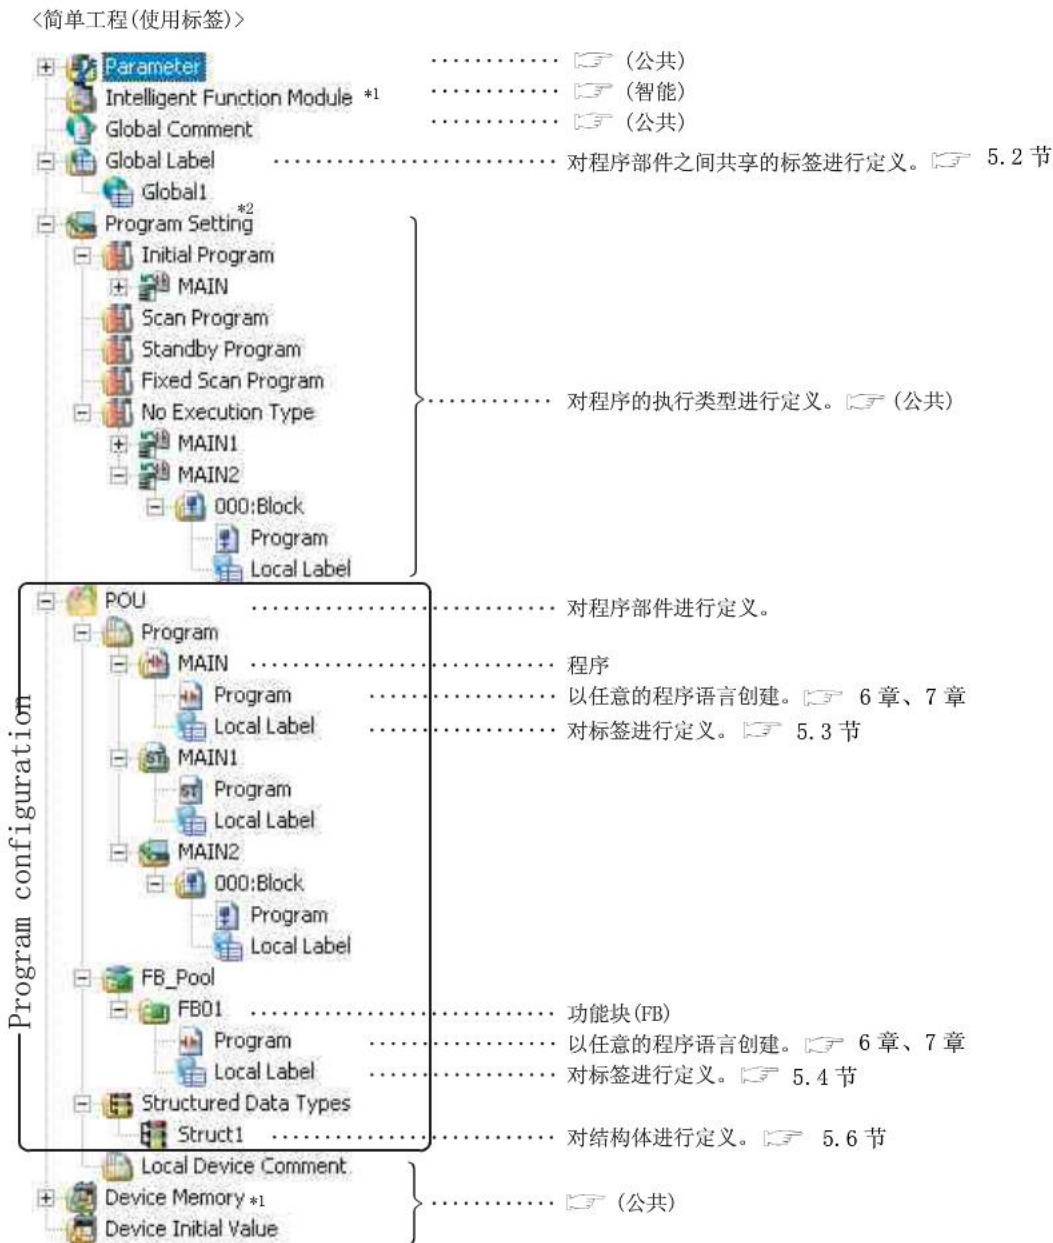 <简单工程(使用标签)>
Parameter ············ ☞ (公共)
Intelligent Function Module *1 ············ ☞ (智能)
Global Comment ············ ☞ (公共)
Global Label ·························· 对程序部件之间共享的标签进行定义。☞ 5.2 节
Global1
Program Setting *2
Initial Program
MAIN
Scan Program
Standby Program
Fixed Scan Program
No Execution Type ············ 对程序的执行类型进行定义。☞ (公共)
MAIN1
MAIN2
000:Block
Program
Local Label
Program configuration
POU ···························· 对程序部件进行定义。
Program
MAIN ···························· 程序
Program ·················· 以任意的程序语言创建。☞ 6 章、7 章
Local Label ·················· 对标签进行定义。☞ 5.3 节
MAIN1
Program
Local Label
MAIN2
000:Block
Program
Local Label
FB_Pool
FB01 ···························· 功能块(FB)
Program ·················· 以任意的程序语言创建。☞ 6 章、7 章
Local Label ·················· 对标签进行定义。☞ 5.4 节
Structured Data Types
Struct1 ·························· 对结构体进行定义。☞ 5.6 节
Local Device Comment
Device Memory *1 ············ ☞ (公共)
Device Initial Value